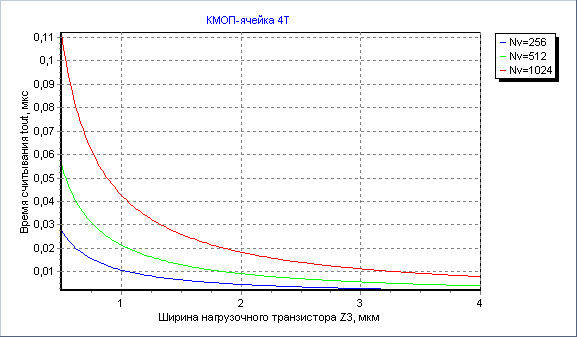 КМОП-ячейка 4T
Nv=256
Nv=512
Nv=1024
Время считывания tout, мкс
0,11
0,1
0,09
0,08
0,07
0,06
0,05
0,04
0,03
0,02
0,01
1 2 3 4
Ширина нагрузочного транзистора Z3, мкм